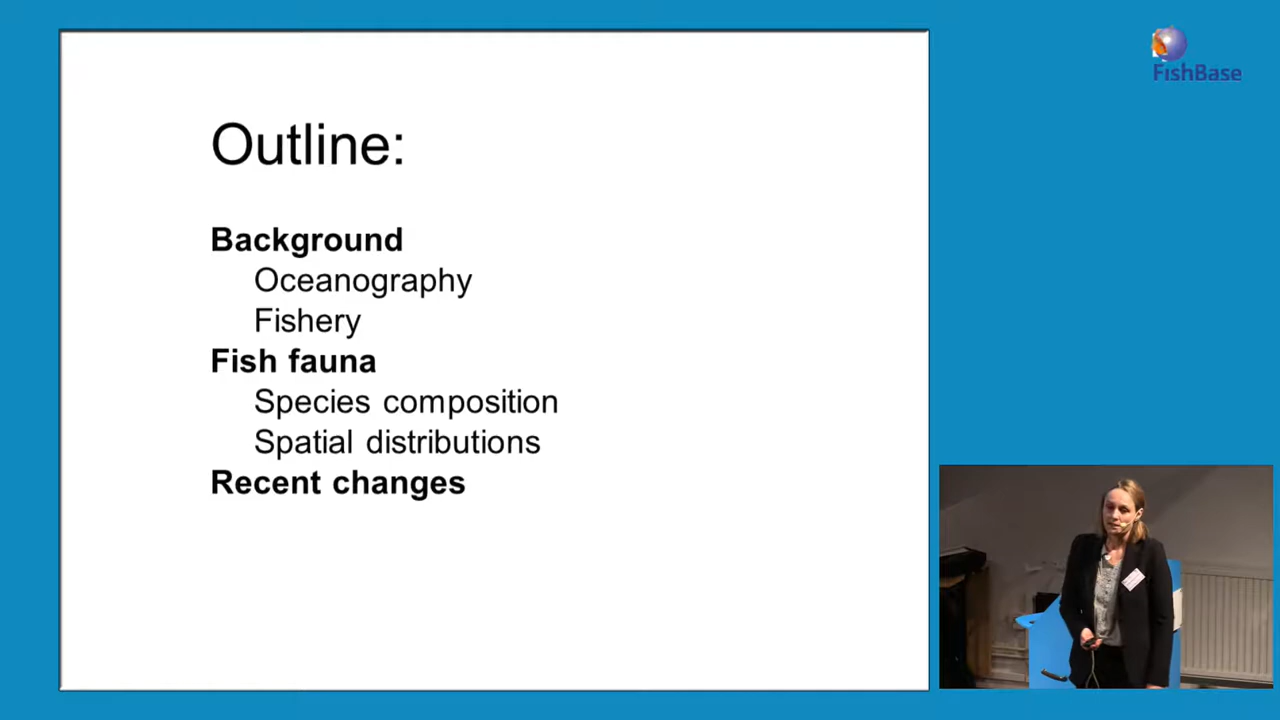 FishBase
Outline:
Background
Oceanography
Fishery
Fish fauna
Species composition
Spatial distributions
Recent changes